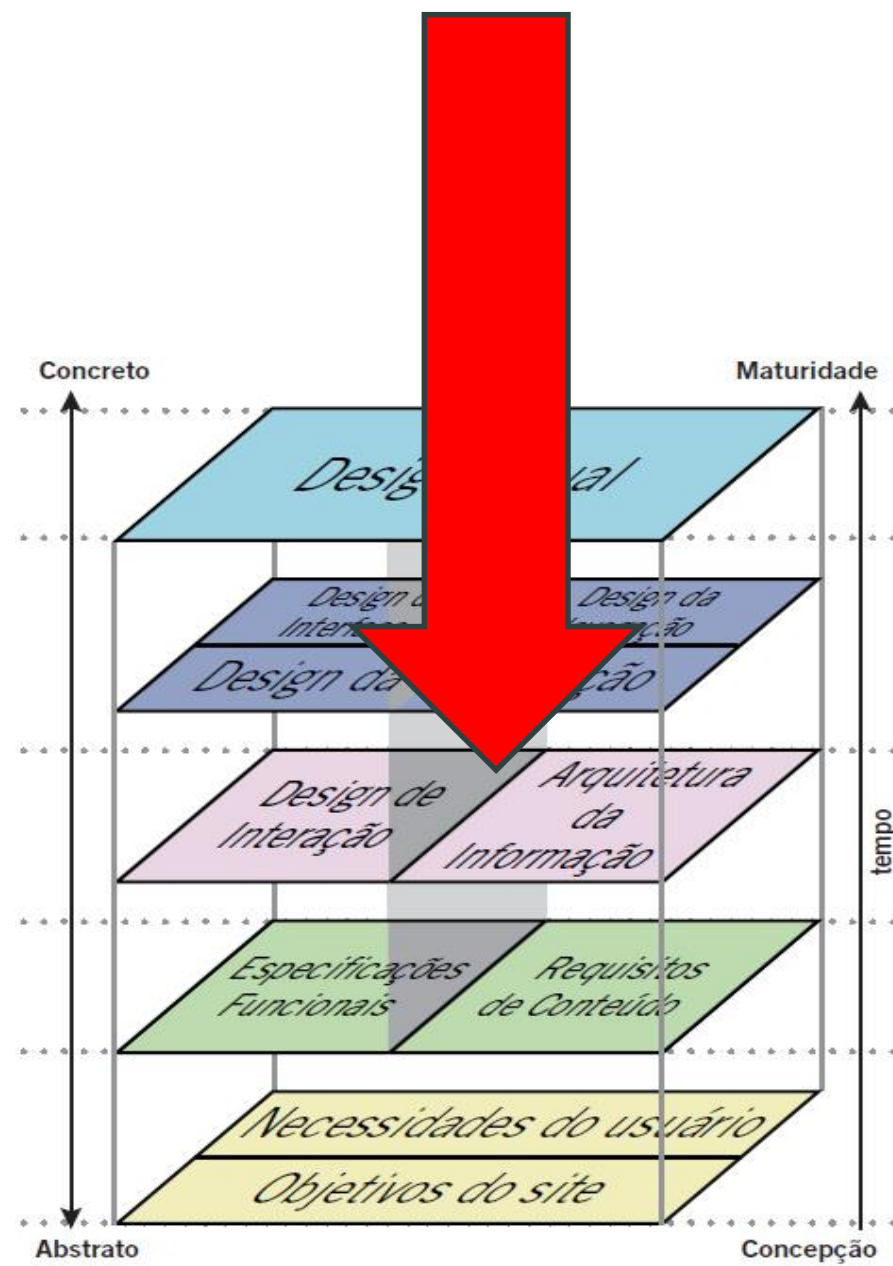 Concreto
Maturidade
Design
Design da
Design da
Design de
Interação
Arquitetura
da
Informação
tempo
Especificações
Funcionais
Requisitos
de Conteúdo
Necessidades do usuário
Objetivos do site
Abstrato
Concepção